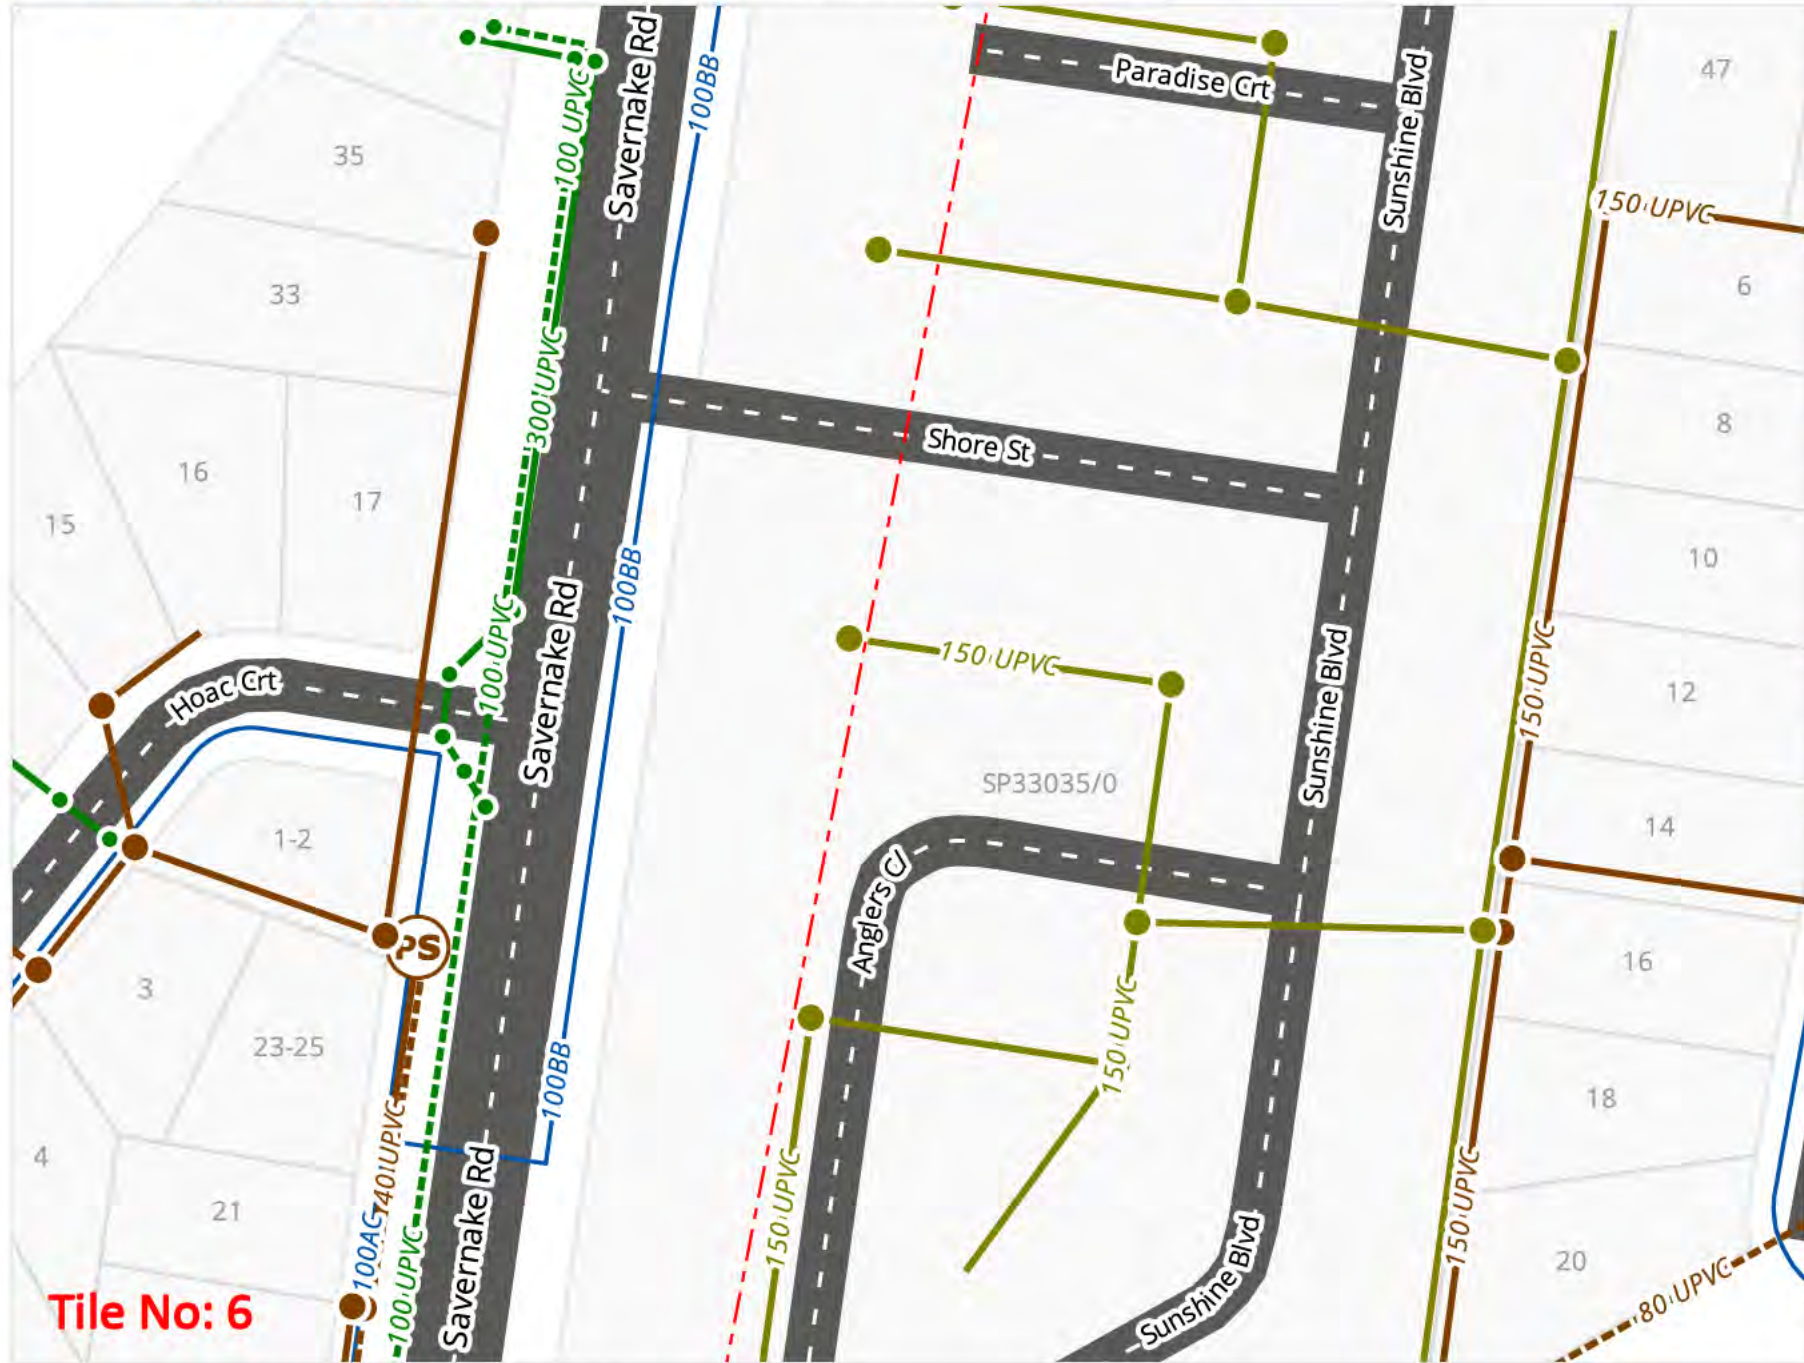 Savernake Rd
100BB
Paradise Crt
Sunshine Blvd
47
100 UPVC
35
150 UPVC
33
6
300 UPVC
8
Shore St
16
17
15
10
100BB
Savernake Rd
100 UPVC
150 UPVC
150 UPVC
12
Hoac Crt
Sunshine Blvd
SP33035/0
14
1-2
Anglers Cl
PS
16
3
23-25
150 UPVC
100BB
18
4
21
40 UPVC
100AC
100 UPVC
Savernake Rd
150 UPVC
Sunshine Blvd
150 UPVC
20
80 UPVC
Tile No: 6